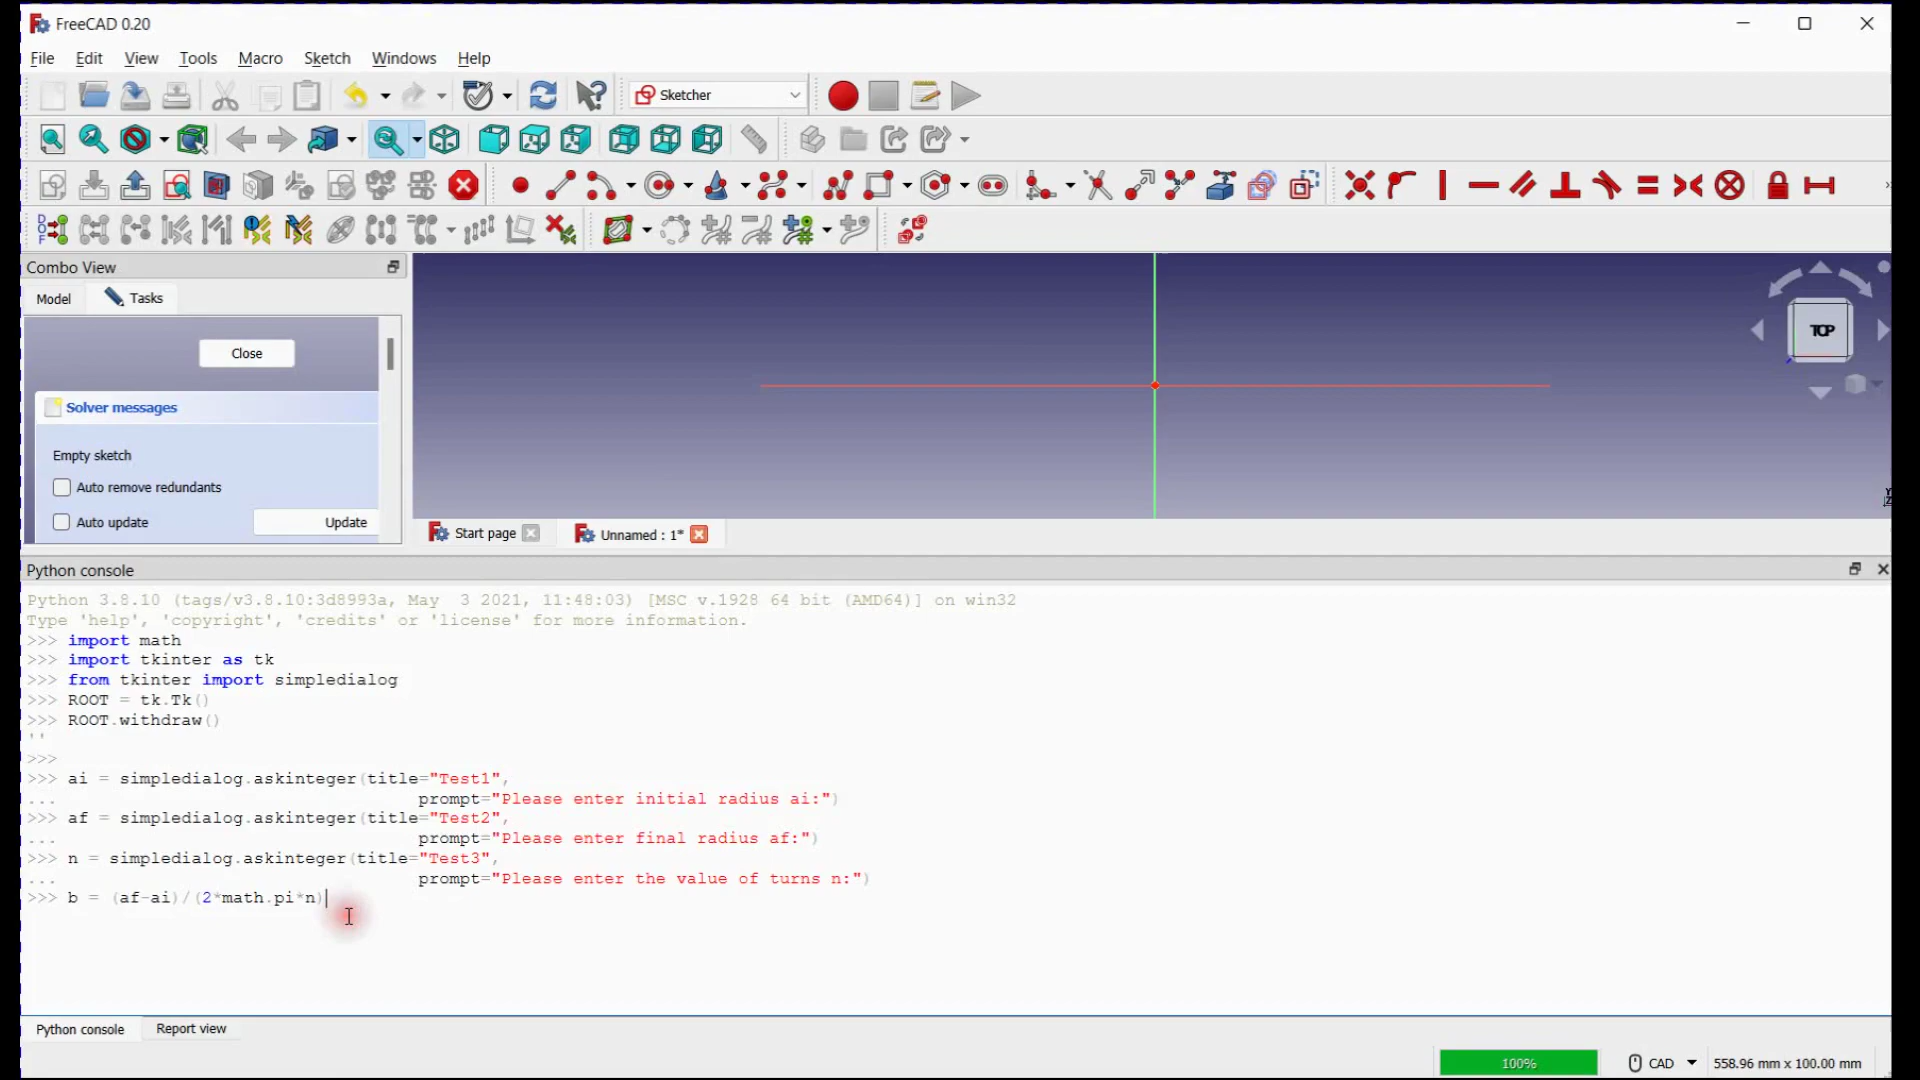 FreeCAD 0.20
File Edit View Tools Macro Sketch Windows Help
Sketcher
Combo View
Model Tasks
TOP
Close
Solver messages
Empty sketch
Auto remove redundants
Auto update Update
Start page Unnamed : 1*
Python console
Python 3.8.10 (tags/v3.8.10:3d8993a, May  3 2021, 11:48:03) [MSC v.1928 64 bit (AMD64)] on win32
Type 'help', 'copyright', 'credits' or 'license' for more information.
>>> import math
>>> import tkinter as tk
>>> from tkinter import simpledialog
>>> ROOT = tk.Tk()
>>> ROOT.withdraw()
''
>>>
>>> ai = simpledialog.askinteger(title="Test1",
... prompt="Please enter initial radius ai:")
>>> af = simpledialog.askinteger(title="Test2",
... prompt="Please enter final radius af:")
>>> n = simpledialog.askinteger(title="Test3",
... prompt="Please enter the value of turns n:")
>>> b = (af-ai)/(2*math.pi*n)
Python console Report view
100% CAD 558.96 mm x 100.00 mm